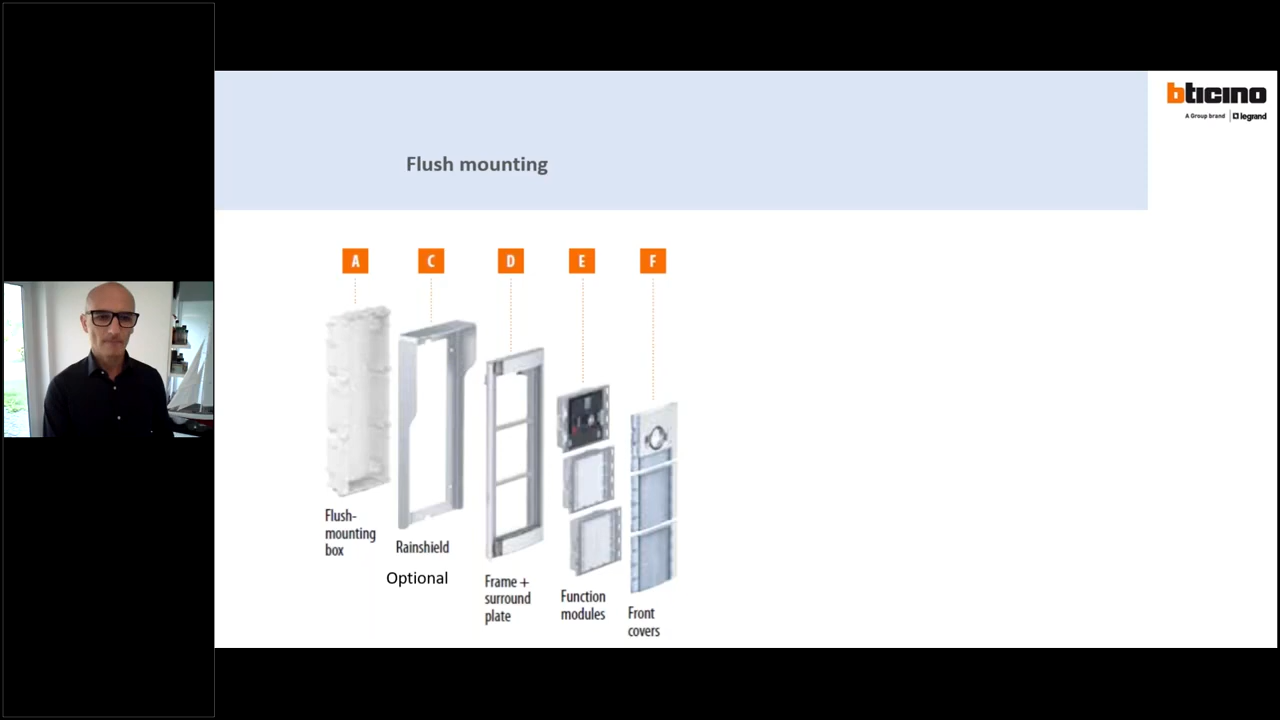 bticino
A Group brand legrand
Flush mounting
A C D E F
Flush-
mounting
box
Rainshield
Optional
Frame +
surround
plate
Function
modules
Front
covers